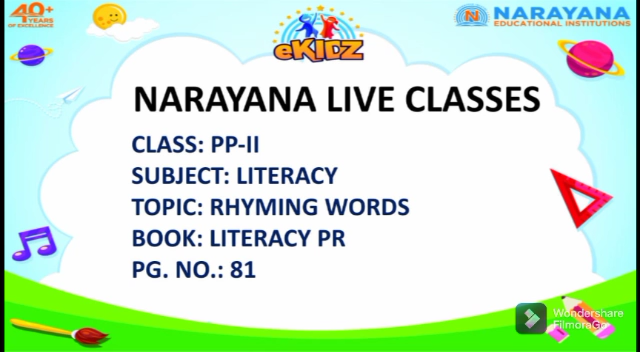 40+
YEARS
OF EXCELLENCE
eKIDZ
NARAYANA
EDUCATIONAL INSTITUTIONS
NARAYANA LIVE CLASSES
CLASS: PP-II
SUBJECT: LITERACY
TOPIC: RHYMING WORDS
BOOK: LITERACY PR
PG. NO.: 81
Wondershare
FilmoraGo